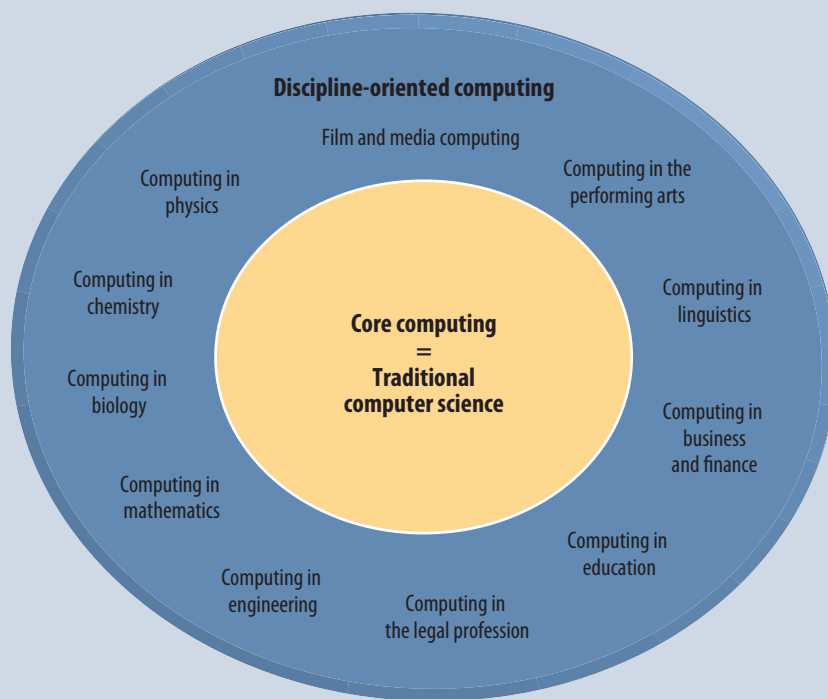 Discipline-oriented computing
Film and media computing
Computing in the
performing arts
Computing in
physics
Computing in
chemistry
Computing in
linguistics
Core computing
=
Traditional
computer science
Computing in
biology
Computing in
business
and finance
Computing in
mathematics
Computing in
education
Computing in
engineering
Computing in
the legal profession